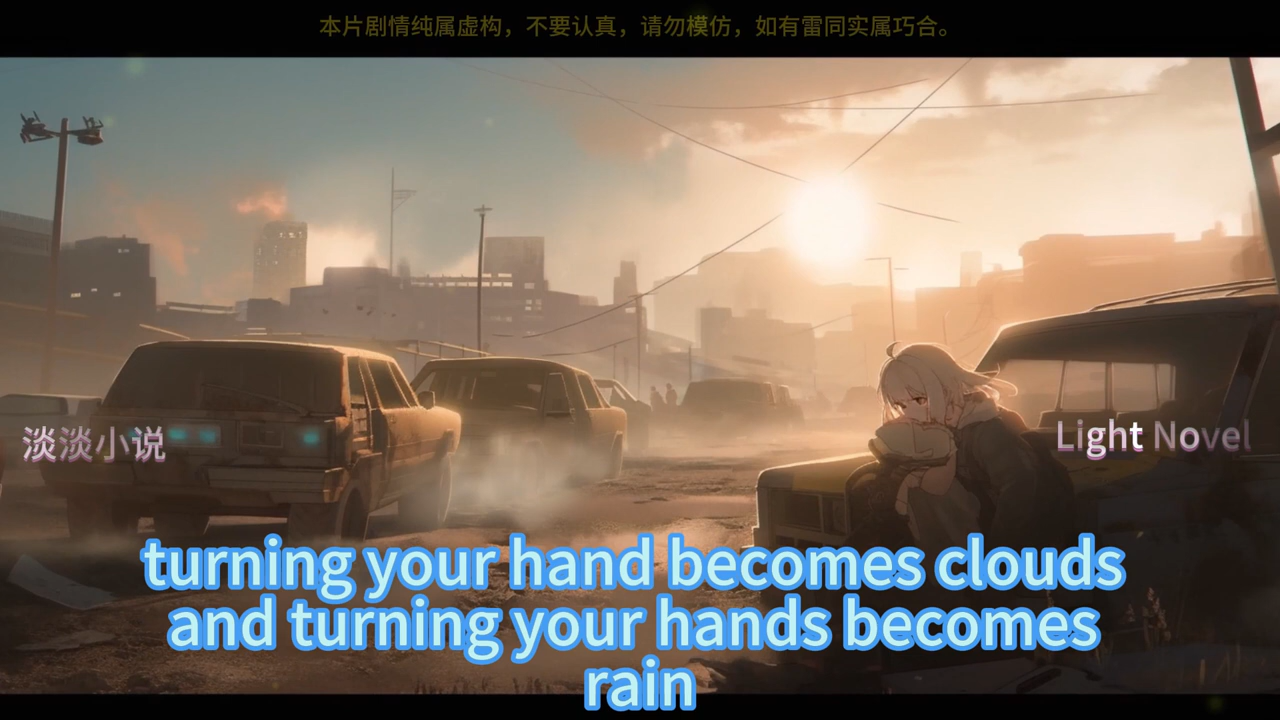 本片剧情纯属虚构，不要认真，请勿模仿，如有雷同实属巧合。
淡淡小说
Light Novel
turning your hand becomes clouds
and turning your hands becomes
rain